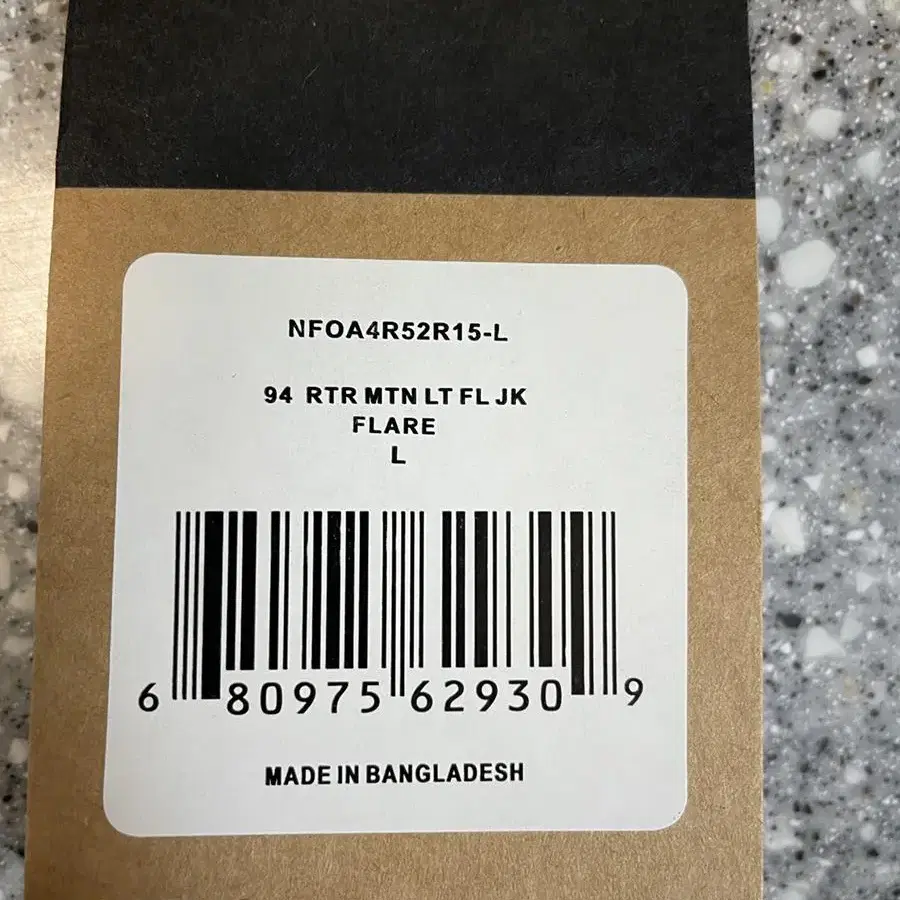 NFOA4R52R15-L
94 RTR MTN LT FL JK
FLARE
L
6 80975 62930 9
MADE IN BANGLADESH